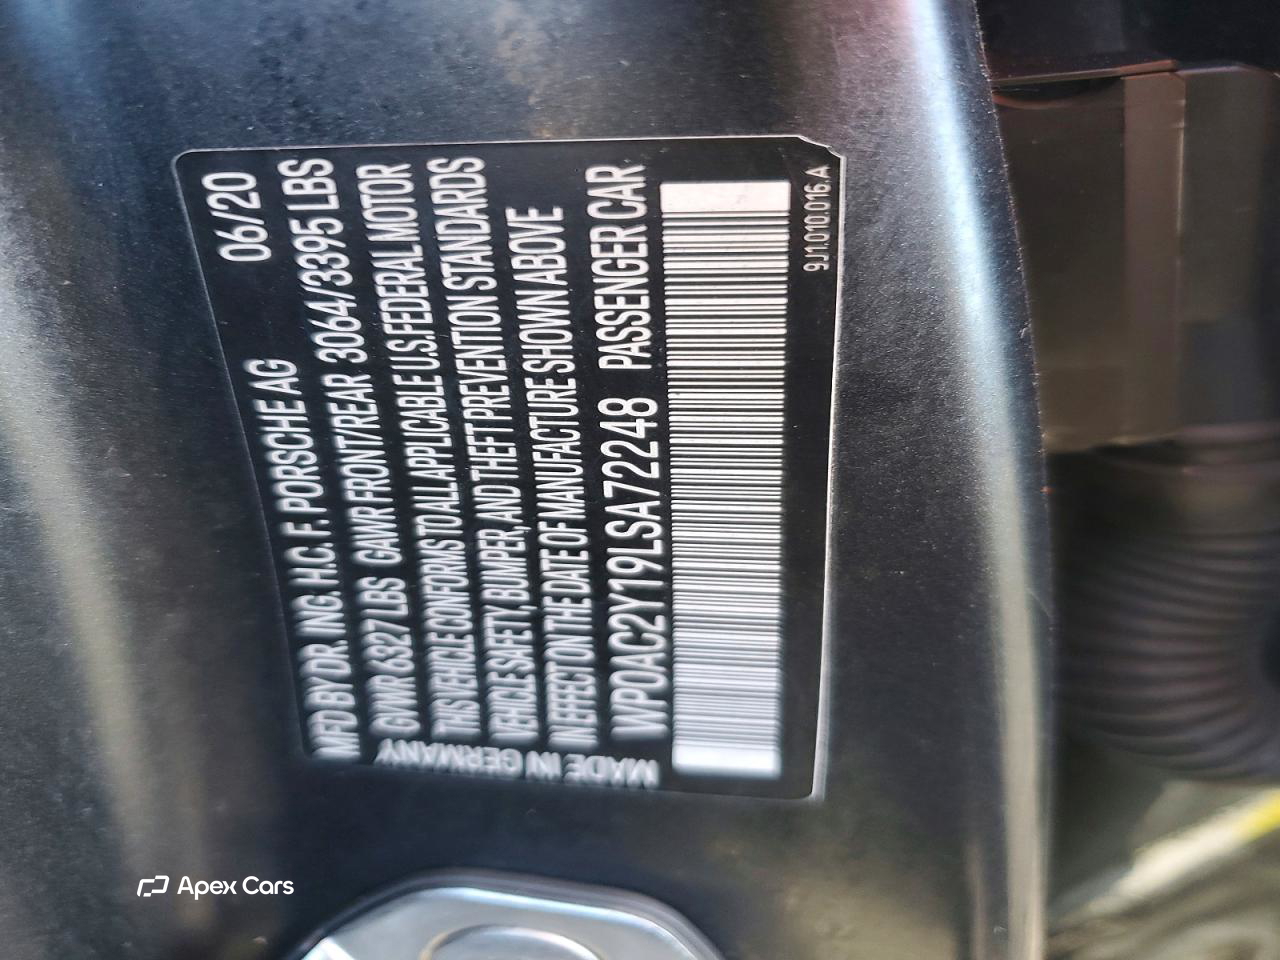 MFD BY DR. ING. H.C. F. PORSCHE AG 06/20
GVWR 6327 LBS GAWR FRONT/REAR 3064/3395 LBS
THIS VEHICLE CONFORMS TO ALL APPLICABLE U.S. FEDERAL MOTOR
VEHICLE SAFETY, BUMPER, AND THEFT PREVENTION STANDARDS
IN EFFECT ON THE DATE OF MANUFACTURE SHOWN ABOVE
WP0AC2Y19LSA72248 PASSENGER CAR
MADE IN GERMANY
9J1.010.016.A
Apex Cars